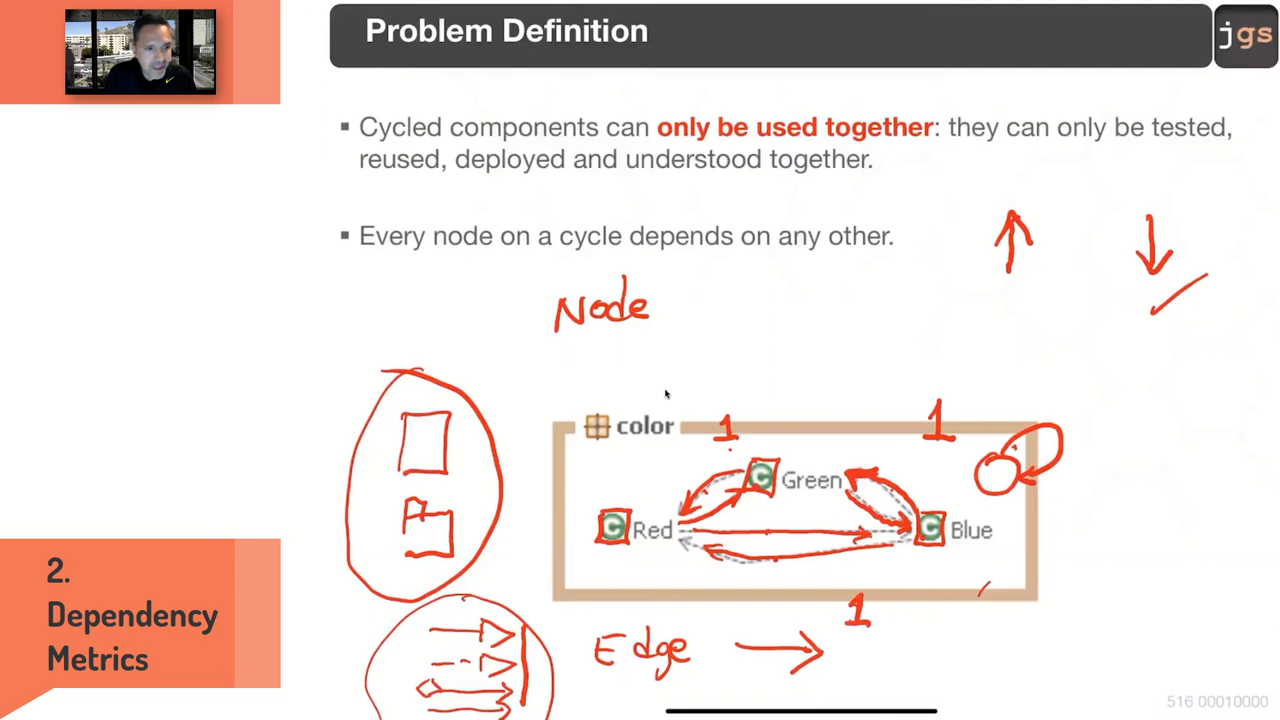 Problem Definition
jgs
▪ Cycled components can only be used together: they can only be tested,
reused, deployed and understood together.
▪ Every node on a cycle depends on any other.
Node
color
1
1
C Green
C Red
C Blue
1
Edge
2.
Dependency
Metrics
516 00010000